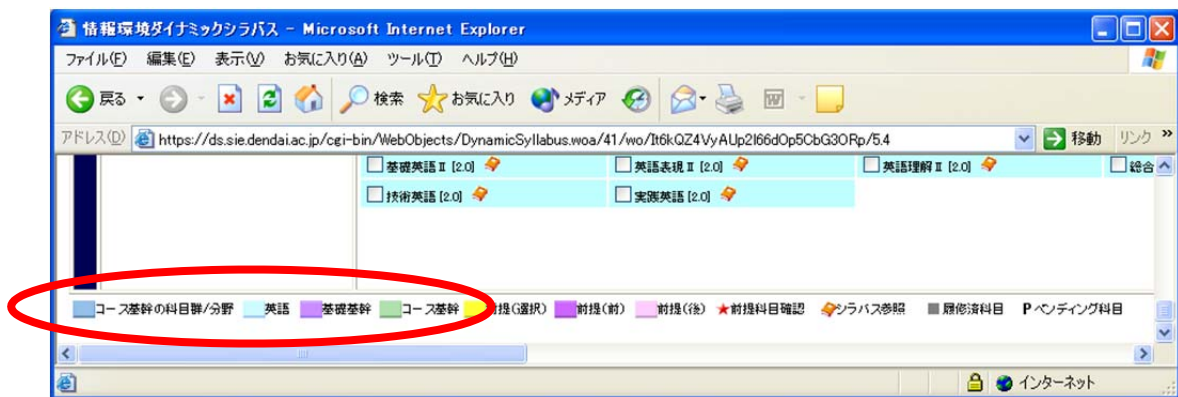 情報環境ダイナミックシラバス - Microsoft Internet Explorer
ファイル(F) 編集(E) 表示(V) お気に入り(A) ツール(T) ヘルプ(H)
戻る 検索 お気に入り メディア
アドレス(D) https://ds.sie.dendai.ac.jp/cgi-bin/WebObjects/DynamicSyllabus.woa/41/wo/It6kQZ4VyAUp2I66dOp5CbG3ORp/5.4 移動 リンク »
基礎英語Ⅱ [2.0] 英語表現Ⅱ [2.0] 英語理解Ⅱ [2.0] 総合
技術英語 [2.0] 実践英語 [2.0]
コース基幹の科目群/分野 英語 基礎基幹 コース基幹 前提(選択) 前提(前) 前提(後) ★前提科目確認 シラバス参照 ■履修済科目 P ペンディング科目
インターネット